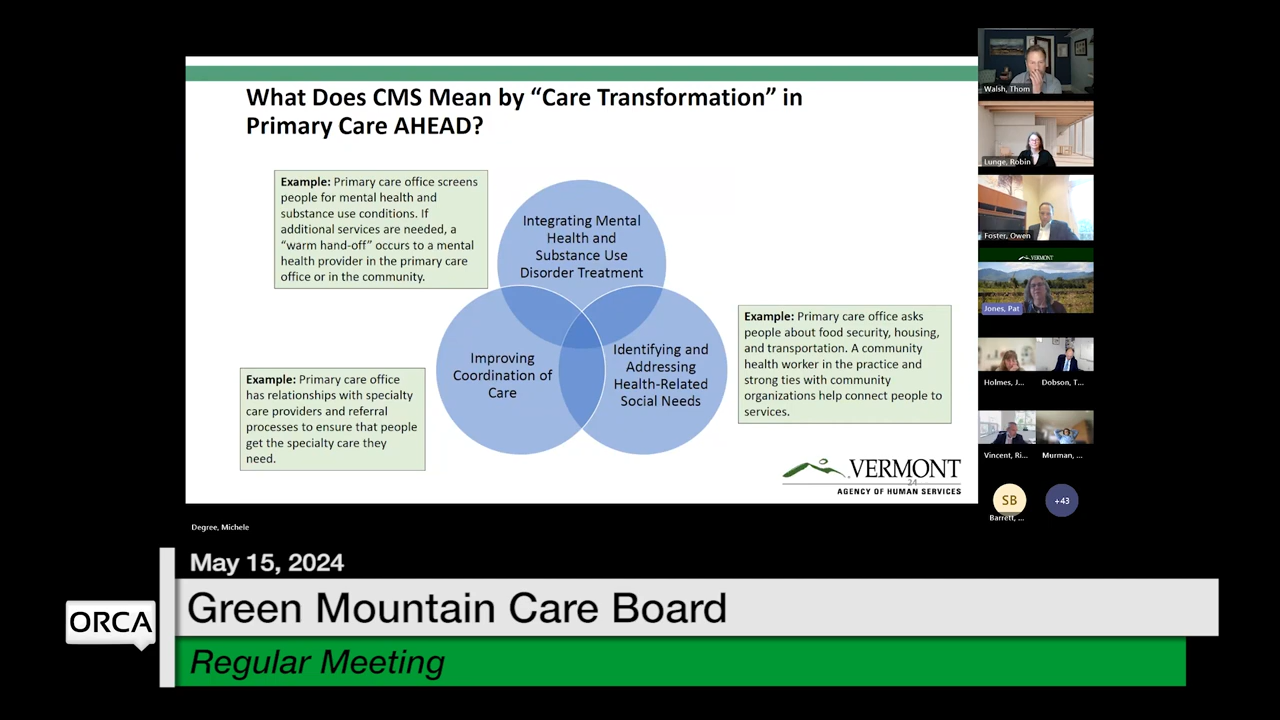 What Does CMS Mean by “Care Transformation” in
Primary Care AHEAD?
Example: Primary care office screens
people for mental health and
substance use conditions. If
additional services are needed, a
“warm hand-off” occurs to a mental
health provider in the primary care
office or in the community.
Integrating Mental
Health and
Substance Use
Disorder Treatment
Improving
Coordination of
Care
Identifying and
Addressing
Health-Related
Social Needs
Example: Primary care office asks
people about food security, housing,
and transportation. A community
health worker in the practice and
strong ties with community
organizations help connect people to
services.
Example: Primary care office
has relationships with specialty
care providers and referral
processes to ensure that people
get the specialty care they
need.
VERMONT
24
AGENCY OF HUMAN SERVICES
Walsh, Thom
Lunge, Robin
Foster, Owen
VERMONT
Jones, Pat
Holmes, J...
Dobson, T...
Vincent, Ri...
Murman, ...
SB
+43
Barrett, ...
Degree, Michele
May 15, 2024
ORCA
Green Mountain Care Board
Regular Meeting